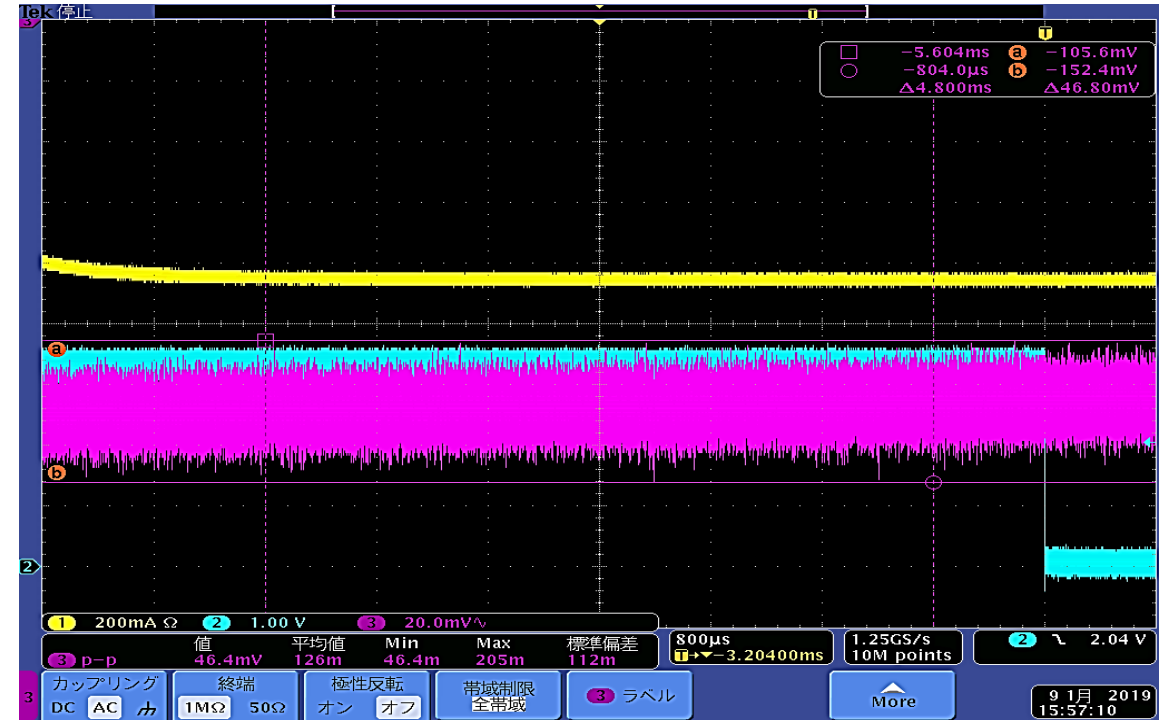 Tek 停止
T
T
3
−5.604ms a −105.6mV
−804.0μs b −152.4mV
△4.800ms △46.80mV
a
b
2
1 200mA Ω 2 1.00 V 3 20.0mV∿
800μs
T→▼−3.20400ms
1.25GS/s
10M points
2 2.04 V
値 平均値 Min Max 標準偏差
3 p−p 46.4mV 126m 46.4m 205m 112m
3
カップリング
DC AC
終端
1MΩ 50Ω
極性反転
オン オフ
帯域制限
全帯域
3 ラベル
More
9 1月 2019
15:57:10